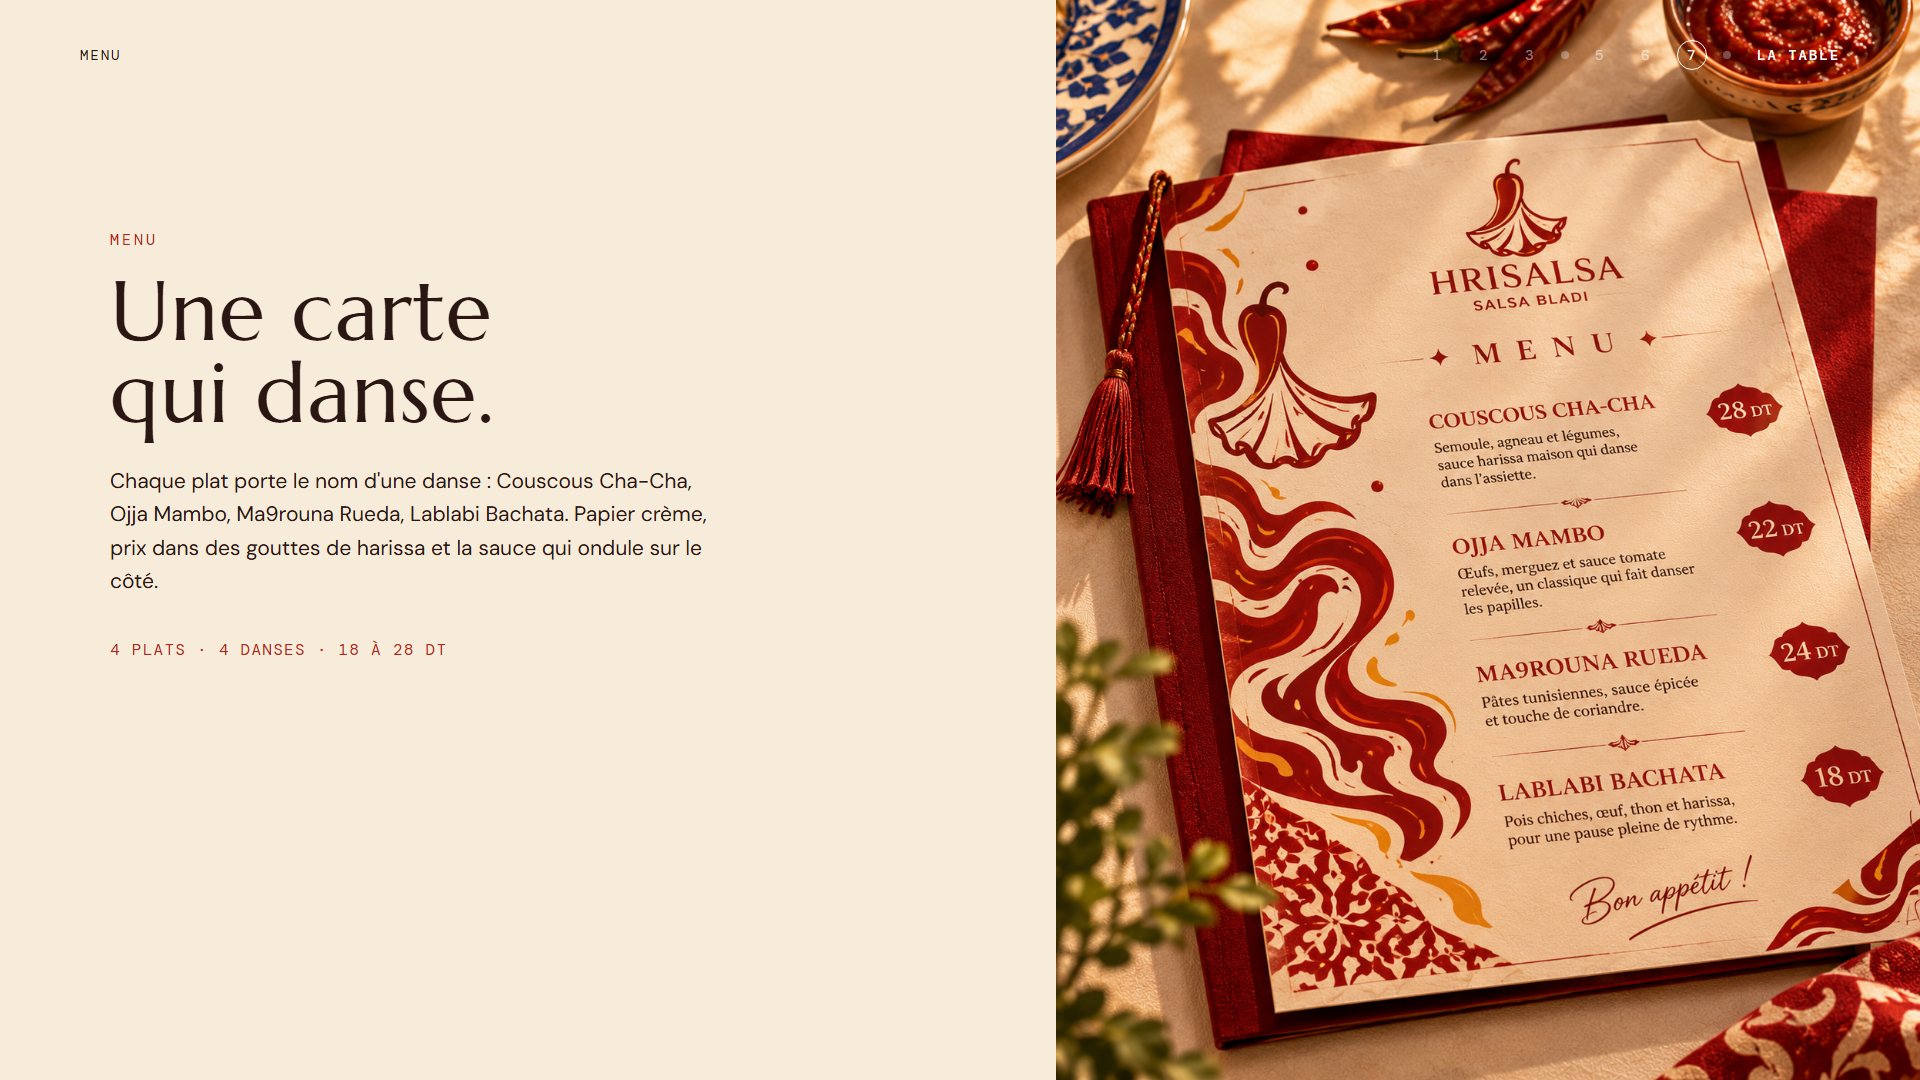 MENU
1 2 3 5 6 7 LA TABLE
MENU
Une carte
qui danse.
Chaque plat porte le nom d'une danse : Couscous Cha-Cha,
Ojja Mambo, Ma9rouna Rueda, Lablabi Bachata. Papier crème,
prix dans des gouttes de harissa et la sauce qui ondule sur le
côté.
4 PLATS · 4 DANSES · 18 À 28 DT
HRISALSA
SALSA BLADI
MENU
COUSCOUS CHA-CHA
28 DT
Semoule, agneau et légumes,
sauce harissa maison qui danse
dans l'assiette.
OJJA MAMBO
22 DT
Œufs, merguez et sauce tomate
relevée, un classique qui fait danser
les papilles.
MA9ROUNA RUEDA
24 DT
Pâtes tunisiennes, sauce épicée
et touche de coriandre.
LABLABI BACHATA
18 DT
Pois chiches, œuf, thon et harissa,
pour une pause pleine de rythme.
Bon appétit !